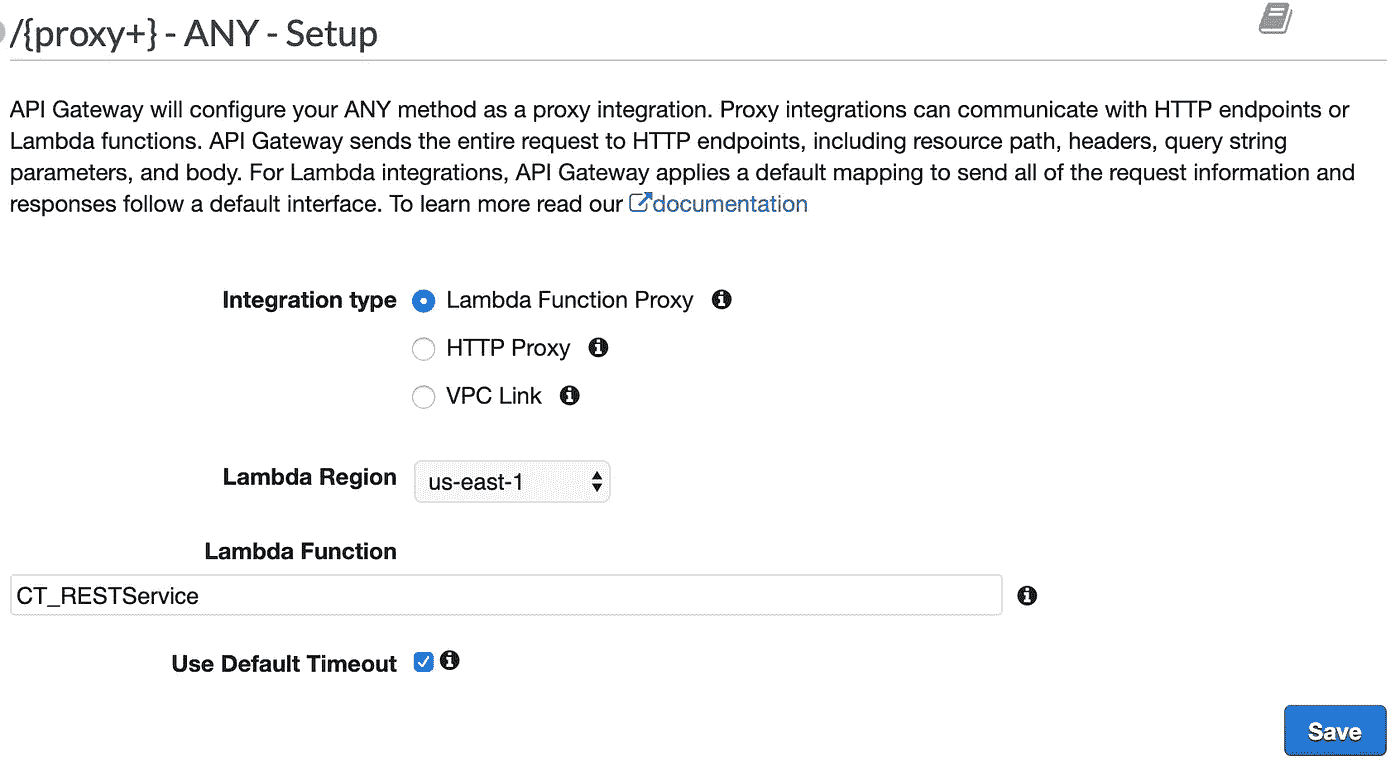 /{proxy+} - ANY - Setup
API Gateway will configure your ANY method as a proxy integration. Proxy integrations can communicate with HTTP endpoints or
Lambda functions. API Gateway sends the entire request to HTTP endpoints, including resource path, headers, query string
parameters, and body. For Lambda integrations, API Gateway applies a default mapping to send all of the request information and
responses follow a default interface. To learn more read our documentation
Integration type Lambda Function Proxy
HTTP Proxy
VPC Link
Lambda Region us-east-1
Lambda Function
CT_RESTService
Use Default Timeout
Save